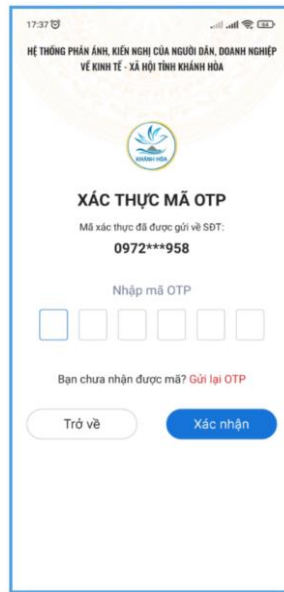 17:37
64
HỆ THỐNG PHẢN ÁNH, KIẾN NGHỊ CỦA NGƯỜI DÂN, DOANH NGHIỆP
VỀ KINH TẾ - XÃ HỘI TỈNH KHÁNH HÒA
KHÁNH HÒA
XÁC THỰC MÃ OTP
Mã xác thực đã được gửi về SĐT:
0972***958
Nhập mã OTP
Bạn chưa nhận được mã? Gửi lại OTP
Trở về
Xác nhận